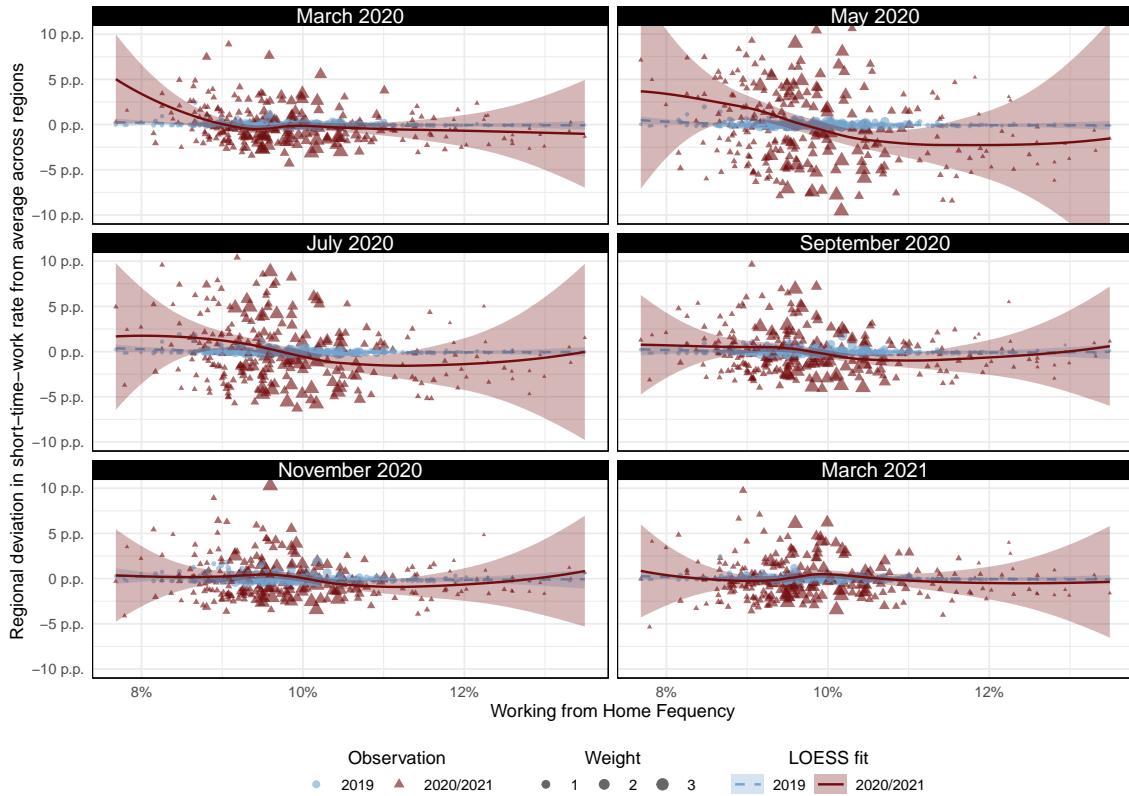 March 2020
May 2020
10 p.p.
5 p.p.
0 p.p.
−5 p.p.
−10 p.p.
July 2020
September 2020
10 p.p.
5 p.p.
0 p.p.
−5 p.p.
−10 p.p.
November 2020
March 2021
10 p.p.
5 p.p.
0 p.p.
−5 p.p.
−10 p.p.
Regional deviation in short−time−work rate from average across regions
8% 10% 12% 8% 10% 12%
Working from Home Fequency
Observation Weight LOESS fit
2019 2020/2021 1 2 3 2019 2020/2021